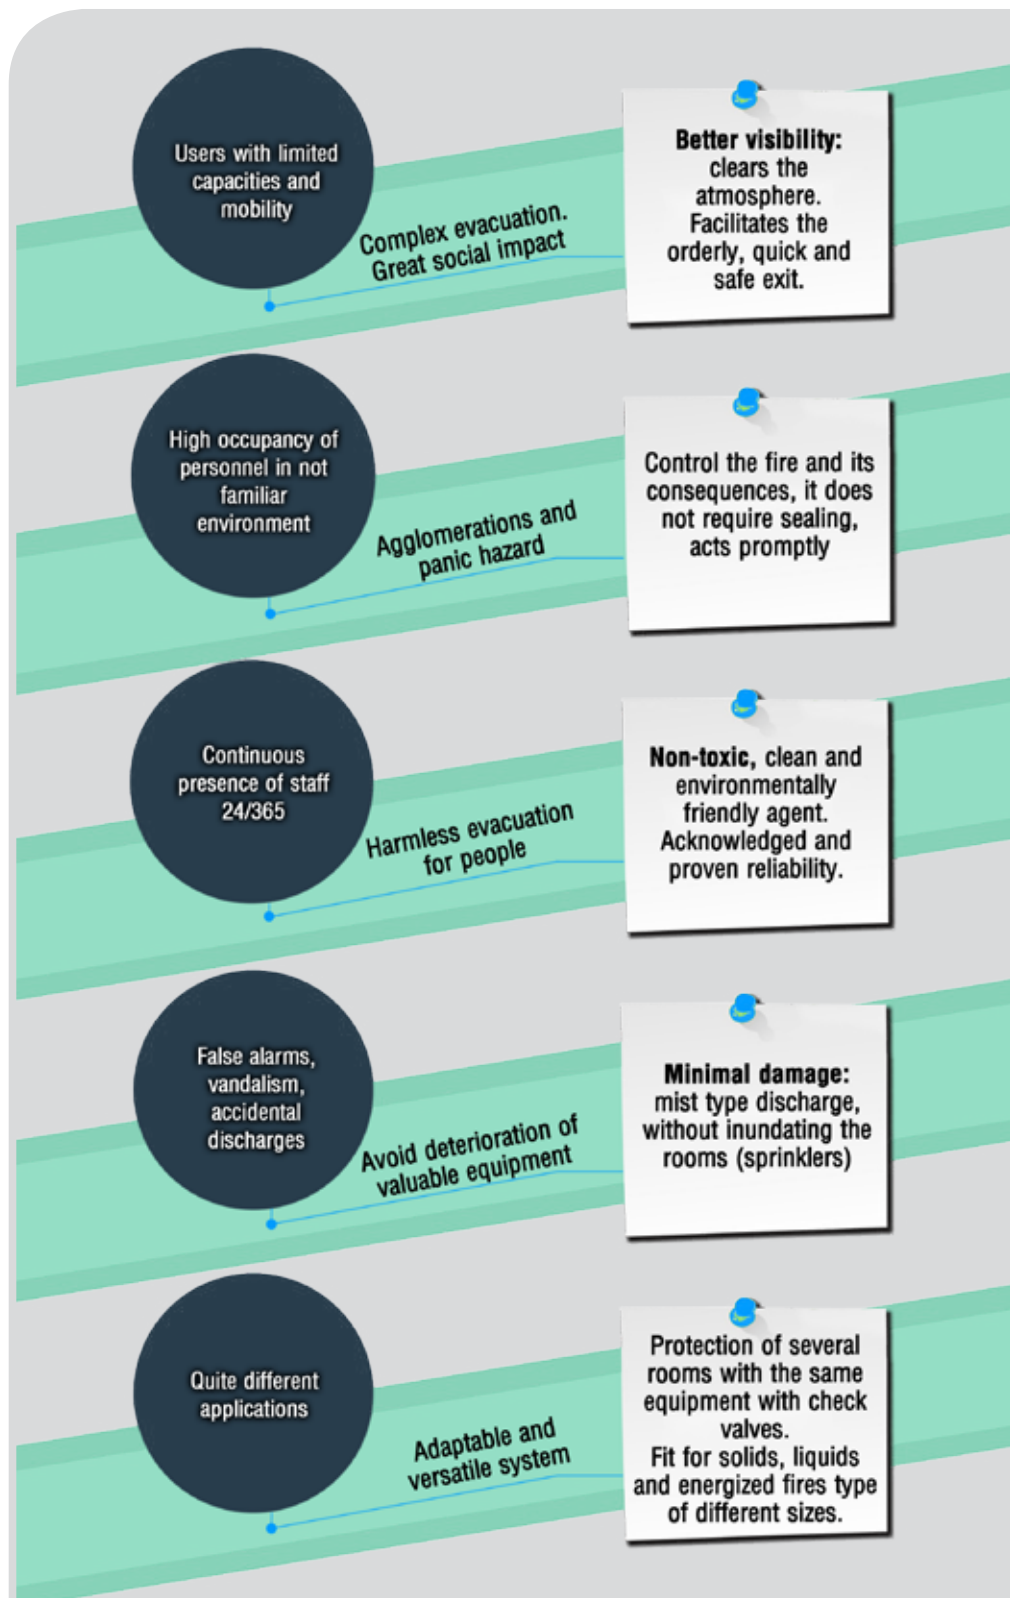 Users with limited
capacities and
mobility
Complex evacuation.
Great social impact
Better visibility:
clears the
atmosphere.
Facilitates the
orderly, quick and
safe exit.
High occupancy of
personnel in not
familiar
environment
Agglomerations and
panic hazard
Control the fire and its
consequences, it does
not require sealing,
acts promptly
Continuous
presence of staff
24/365
Harmless evacuation
for people
Non-toxic, clean and
environmentally
friendly agent.
Acknowledged and
proven reliability.
False alarms,
vandalism,
accidental
discharges
Avoid deterioration of
valuable equipment
Minimal damage:
mist type discharge,
without inundating the
rooms (sprinklers)
Quite different
applications
Adaptable and
versatile system
Protection of several
rooms with the same
equipment with check
valves.
Fit for solids, liquids
and energized fires type
of different sizes.